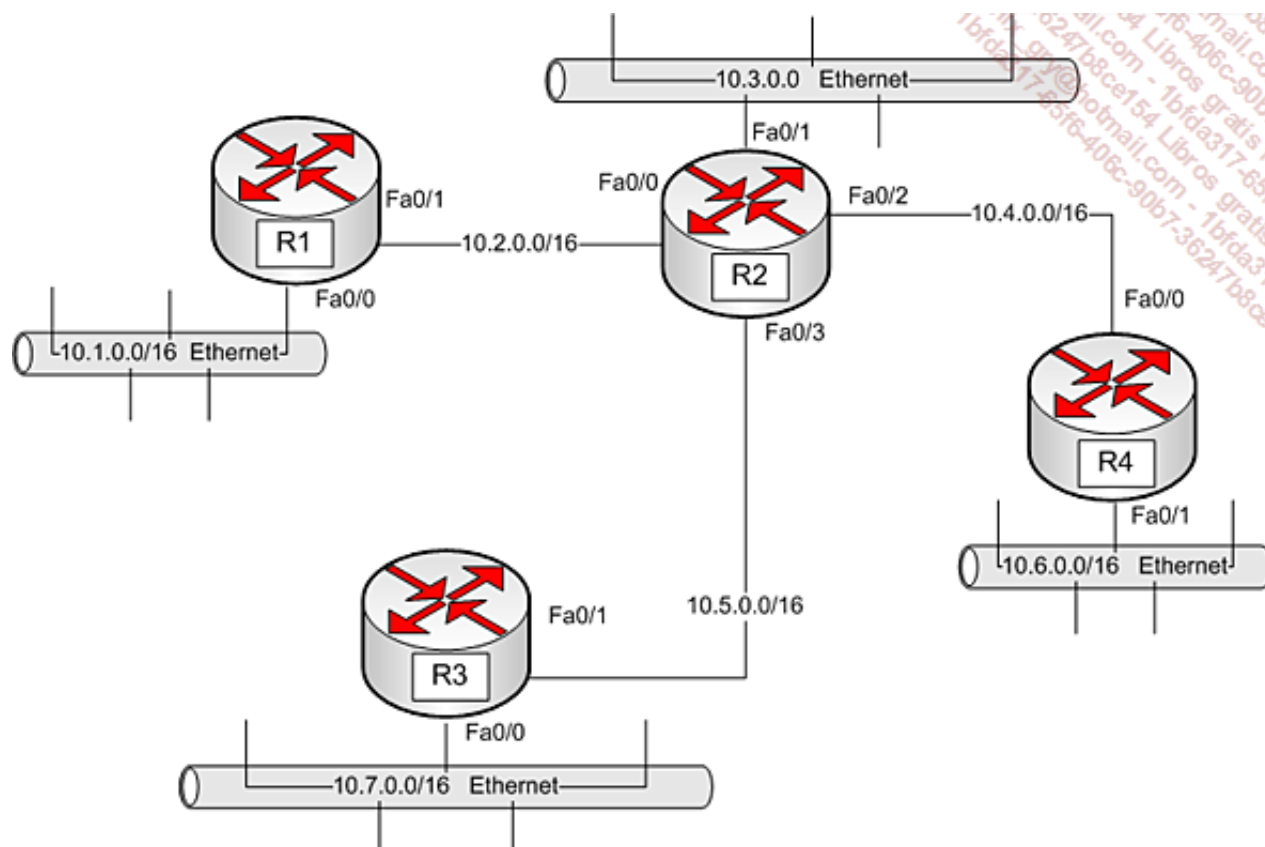 10.3.0.0 Ethernet
Fa0/1
Fa0/0
Fa0/2
R2
Fa0/3
Fa0/1
R1
Fa0/0
10.2.0.0/16
10.4.0.0/16
10.1.0.0/16 Ethernet
Fa0/0
R4
Fa0/1
10.6.0.0/16 Ethernet
10.5.0.0/16
Fa0/1
R3
Fa0/0
10.7.0.0/16 Ethernet